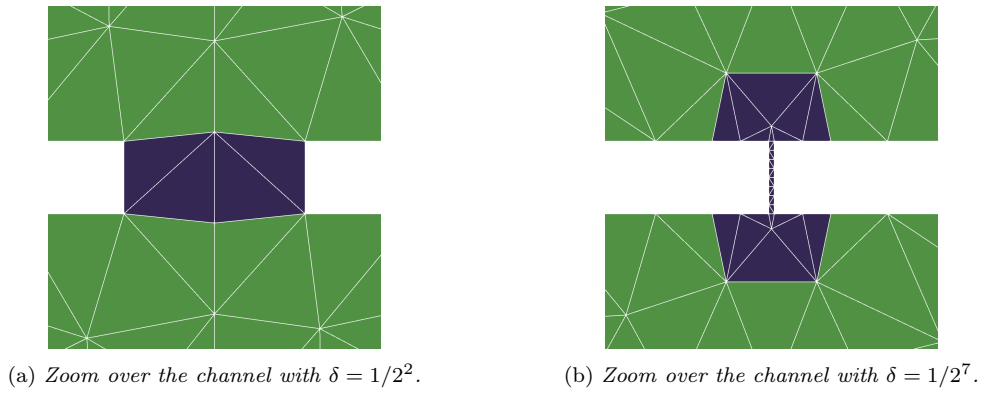 (a) Zoom over the channel with δ = 1/2².
(b) Zoom over the channel with δ = 1/2⁷.